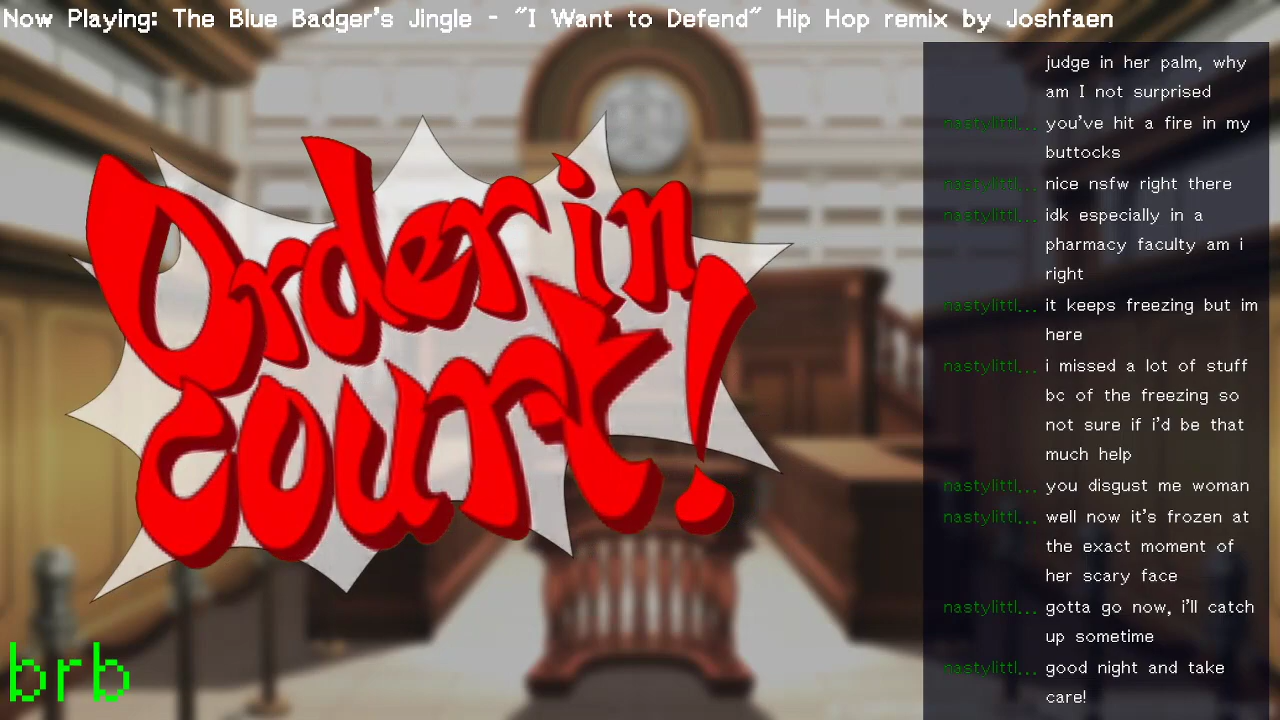 Now Playing: The Blue Badger's Jingle - "I Want to Defend" Hip Hop remix by Joshfaen
Order in
court!
brb
judge in her palm, why
am I not surprised
nastylittl... you've hit a fire in my
buttocks
nastylittl... nice nsfw right there
nastylittl... idk especially in a
pharmacy faculty am i
right
nastylittl... it keeps freezing but im
here
nastylittl... i missed a lot of stuff
bc of the freezing so
not sure if i'd be that
much help
nastylittl... you disgust me woman
nastylittl... well now it's frozen at
the exact moment of
her scary face
nastylittl... gotta go now, i'll catch
up sometime
nastylittl... good night and take
care!